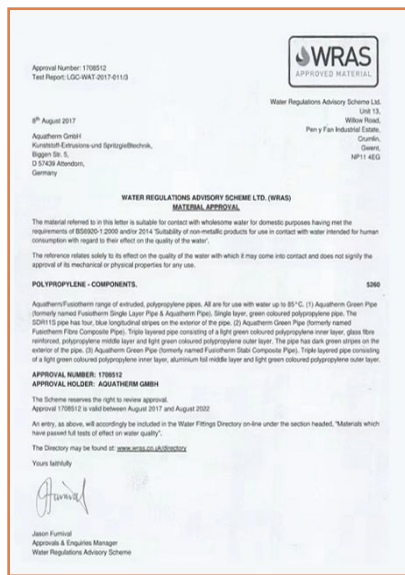 WRAS
APPROVED MATERIAL
Approval Number: 1708512
Test Report: LGC-WAT-2017-011/3
Water Regulations Advisory Scheme Ltd.
Unit 13,
Willow Road,
Pen y Fan Industrial Estate,
Crumlin,
Gwent,
NP11 4EG
8th August 2017
Aquatherm GmbH
Kunststoff-Extrusions-und Spritzgießtechnik,
Biggen Str. 5,
D 57439 Attendorn,
Germany
WATER REGULATIONS ADVISORY SCHEME LTD. (WRAS)
MATERIAL APPROVAL
The material referred to in this letter is suitable for contact with wholesome water for domestic purposes having met the
requirements of BS6920-1:2000 and/or 2014 'Suitability of non-metallic products for use in contact with water intended for human
consumption with regard to their effect on the quality of the water'.
The reference relates solely to its effect on the quality of the water with which it may come into contact and does not signify the
approval of its mechanical or physical properties for any use.
POLYPROPYLENE - COMPONENTS. 5260
Aquatherm/Fusiotherm range of extruded, polypropylene pipes. All are for use with water up to 85°C. (1) Aquatherm Green Pipe
(formerly named Fusiotherm Single Layer Pipe & Aquatherm Pipe). Single layer, green coloured polypropylene pipe. The
SDR11S pipe has four, blue longitudinal stripes on the exterior of the pipe. (2) Aquatherm Green Pipe (formerly named
Fusiotherm Fibre Composite Pipe). Triple layered pipe consisting of a light green coloured polypropylene inner layer, glass fibre
reinforced, polypropylene middle layer and light green coloured polypropylene outer layer. The pipe has dark green stripes on the
exterior of the pipe. (3) Aquatherm Green Pipe (formerly named Fusiotherm Stabi Composite Pipe). Triple layered pipe consisting
of a light green coloured polypropylene inner layer, aluminium foil middle layer and light green coloured polypropylene outer layer.
APPROVAL NUMBER: 1708512
APPROVAL HOLDER: AQUATHERM GMBH
The Scheme reserves the right to review approval.
Approval 1708512 is valid between August 2017 and August 2022
An entry, as above, will accordingly be included in the Water Fittings Directory on-line under the section headed, "Materials which
have passed full tests of effect on water quality".
The Directory may be found at: www.wras.co.uk/directory
Yours faithfully
Jason Furnival
Approvals & Enquiries Manager
Water Regulations Advisory Scheme